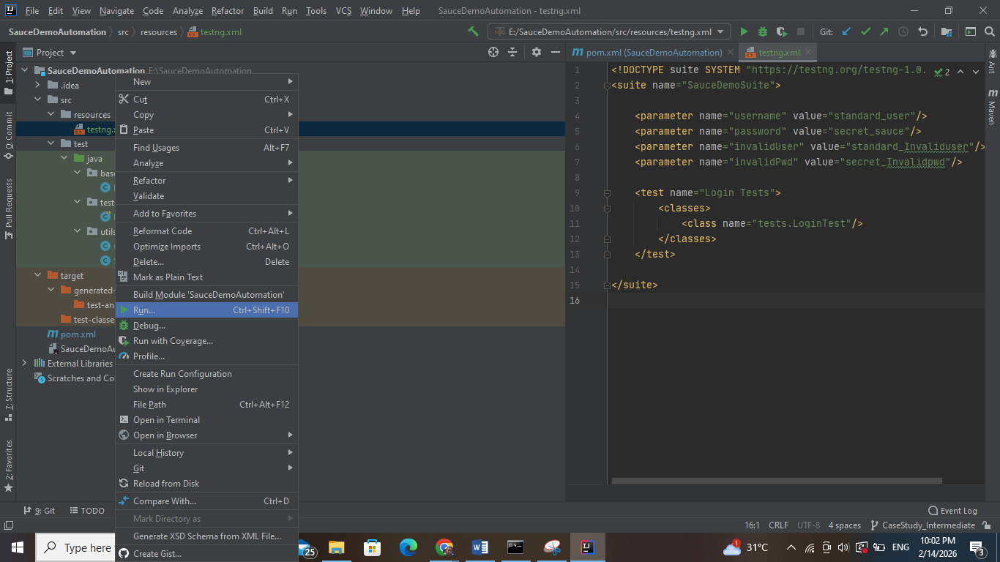 File Edit View Navigate Code Analyze Refactor Build Run Tools VCS Window Help SauceDemoAutomation - testng.xml
SauceDemoAutomation src resources testng.xml E:/SauceDemoAutomation/src/resources/testng.xml Git:
1: Project
0: Commit
Pull Requests
7: Structure
2: Favorites
Project
SauceDemoAutomation E:\SauceDemoAutomation
.idea
src
resources
testng.
test
java
base
test
utils
target
generated-
test-an
test-classe
pom.xml
SauceDemoAu
External Libraries
Scratches and Co
New
Cut Ctrl+X
Copy
Paste Ctrl+V
Find Usages Alt+F7
Analyze
Refactor
Validate
Add to Favorites
Reformat Code Ctrl+Alt+L
Optimize Imports Ctrl+Alt+O
Delete... Delete
Mark as Plain Text
Build Module 'SauceDemoAutomation'
Run... Ctrl+Shift+F10
Debug...
Run with Coverage...
Profile...
Create Run Configuration
Show in Explorer
File Path Ctrl+Alt+F12
Open in Terminal
Open in Browser
Local History
Git
Reload from Disk
Compare With... Ctrl+D
Mark Directory as
Generate XSD Schema from XML File...
Create Gist...
pom.xml (SauceDemoAutomation) testng.xml
1 <!DOCTYPE suite SYSTEM "https://testng.org/testng-1.0. 2
2 <suite name="SauceDemoSuite">
3
4 <parameter name="username" value="standard_user"/>
5 <parameter name="password" value="secret_sauce"/>
6 <parameter name="invalidUser" value="standard_Invaliduser"/>
7 <parameter name="invalidPwd" value="secret_Invalidpwd"/>
8
9 <test name="Login Tests">
10 <classes>
11 <class name="tests.LoginTest"/>
12 </classes>
13 </test>
14
15 </suite>
16
Ant
Maven
9: Git TODO Event Log
16:1 CRLF UTF-8 4 spaces CaseStudy_Intermediate
Type here 25 1 31°C ENG 10:02 PM
2/14/2026 3